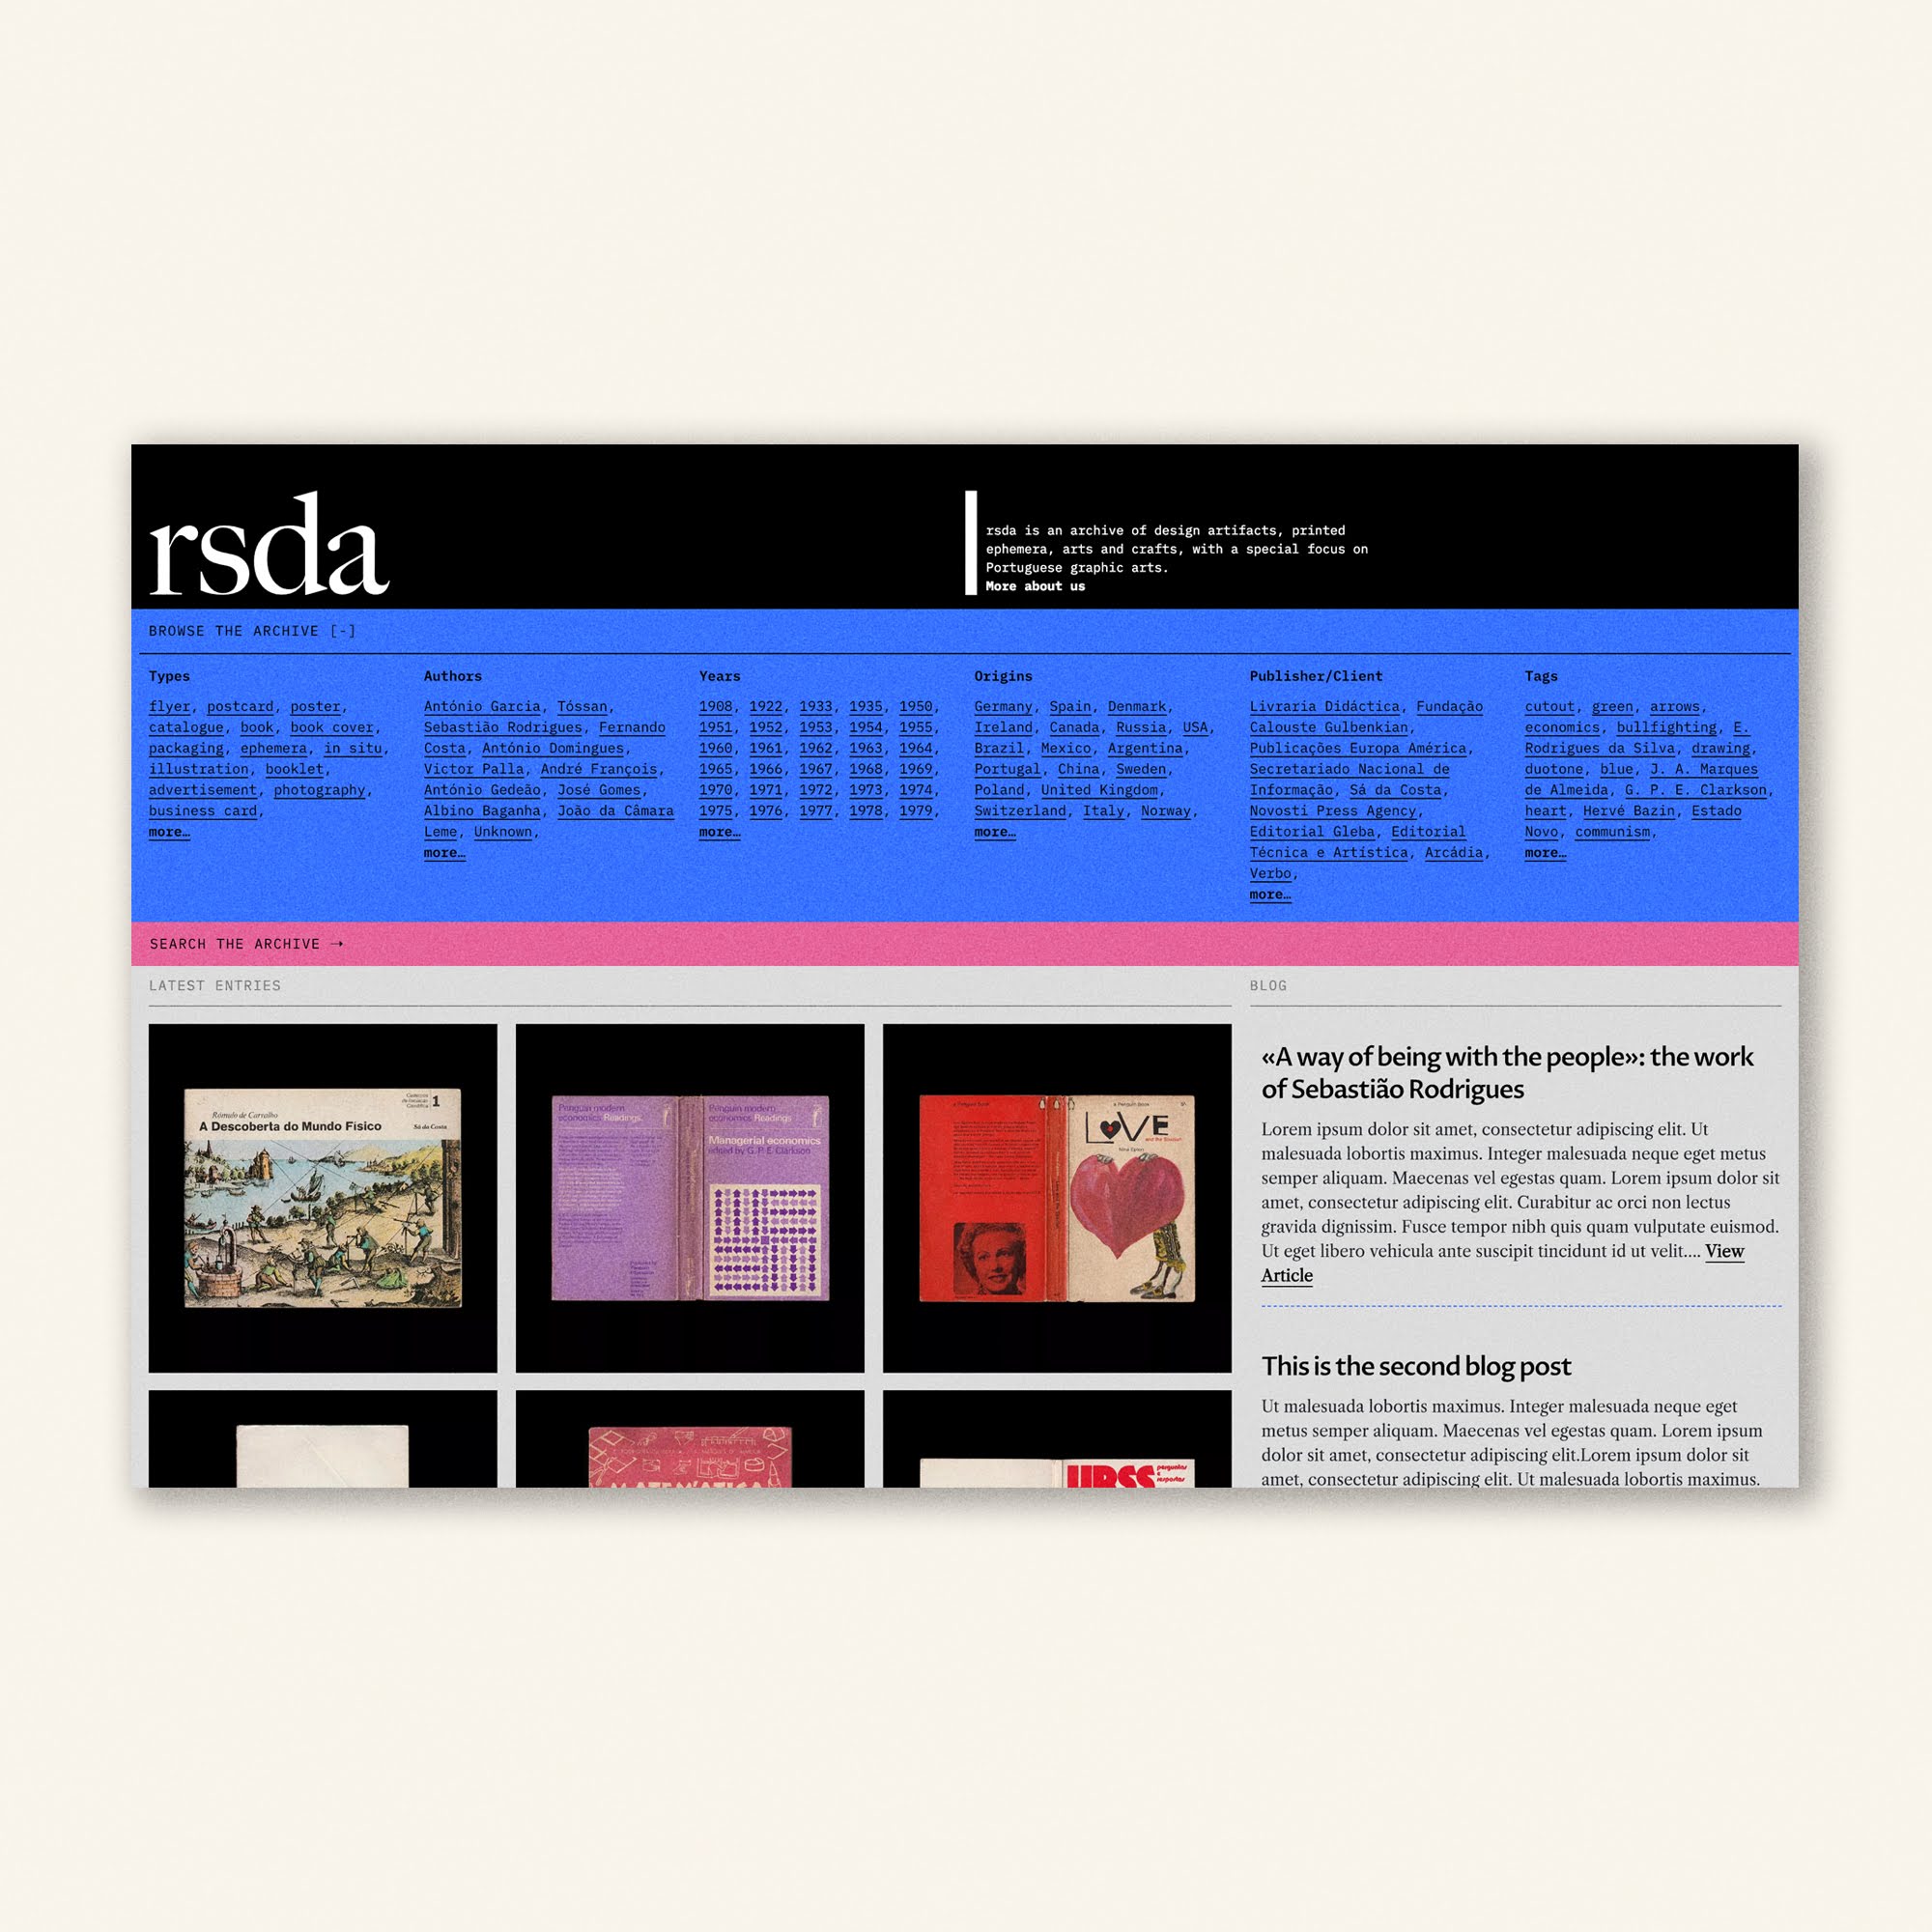 rsda
rsda is an archive of design artifacts, printed
ephemera, arts and crafts, with a special focus on
Portuguese graphic arts.
More about us
BROWSE THE ARCHIVE [-]
Types
flyer, postcard, poster,
catalogue, book, book cover,
packaging, ephemera, in situ,
illustration, booklet,
advertisement, photography,
business card,
more…
Authors
António Garcia, Tóssan,
Sebastião Rodrigues, Fernando
Costa, António Domingues,
Victor Palla, André François,
António Gedeão, José Gomes,
Albino Baganha, João da Câmara
Leme, Unknown,
more…
Years
1908, 1922, 1933, 1935, 1950,
1951, 1952, 1953, 1954, 1955,
1960, 1961, 1962, 1963, 1964,
1965, 1966, 1967, 1968, 1969,
1970, 1971, 1972, 1973, 1974,
1975, 1976, 1977, 1978, 1979,
more…
Origins
Germany, Spain, Denmark,
Ireland, Canada, Russia, USA,
Brazil, Mexico, Argentina,
Portugal, China, Sweden,
Poland, United Kingdom,
Switzerland, Italy, Norway,
more…
Publisher/Client
Livraria Didáctica, Fundação
Calouste Gulbenkian,
Publicações Europa América,
Secretariado Nacional de
Informação, Sá da Costa,
Novosti Press Agency,
Editorial Gleba, Editorial
Técnica e Artística, Arcádia,
Verbo,
more…
Tags
cutout, green, arrows,
economics, bullfighting, E.
Rodrigues da Silva, drawing,
duotone, blue, J. A. Marques
de Almeida, G. P. E. Clarkson,
heart, Hervé Bazin, Estado
Novo, communism,
more…
SEARCH THE ARCHIVE →
LATEST ENTRIES
1
Rómulo de Carvalho
A Descoberta do Mundo Físico
Sá da Costa
Penguin modern
economics Readings
Penguin modern
economics Readings
Managerial economics
edited by G. P. E. Clarkson
a Penguin Book
LOVE
and the English
Nina Epton
MATEMÁTICA
URSS
perguntas
e
respostas
BLOG
«A way of being with the people»: the work
of Sebastião Rodrigues
Lorem ipsum dolor sit amet, consectetur adipiscing elit. Ut
malesuada lobortis maximus. Integer malesuada neque eget metus
semper aliquam. Maecenas vel egestas quam. Lorem ipsum dolor sit
amet, consectetur adipiscing elit. Curabitur ac orci non lectus
gravida dignissim. Fusce tempor nibh quis quam vulputate euismod.
Ut eget libero vehicula ante suscipit tincidunt id ut velit.... View
Article
This is the second blog post
Ut malesuada lobortis maximus. Integer malesuada neque eget
metus semper aliquam. Maecenas vel egestas quam. Lorem ipsum
dolor sit amet, consectetur adipiscing elit.Lorem ipsum dolor sit
amet, consectetur adipiscing elit. Ut malesuada lobortis maximus.